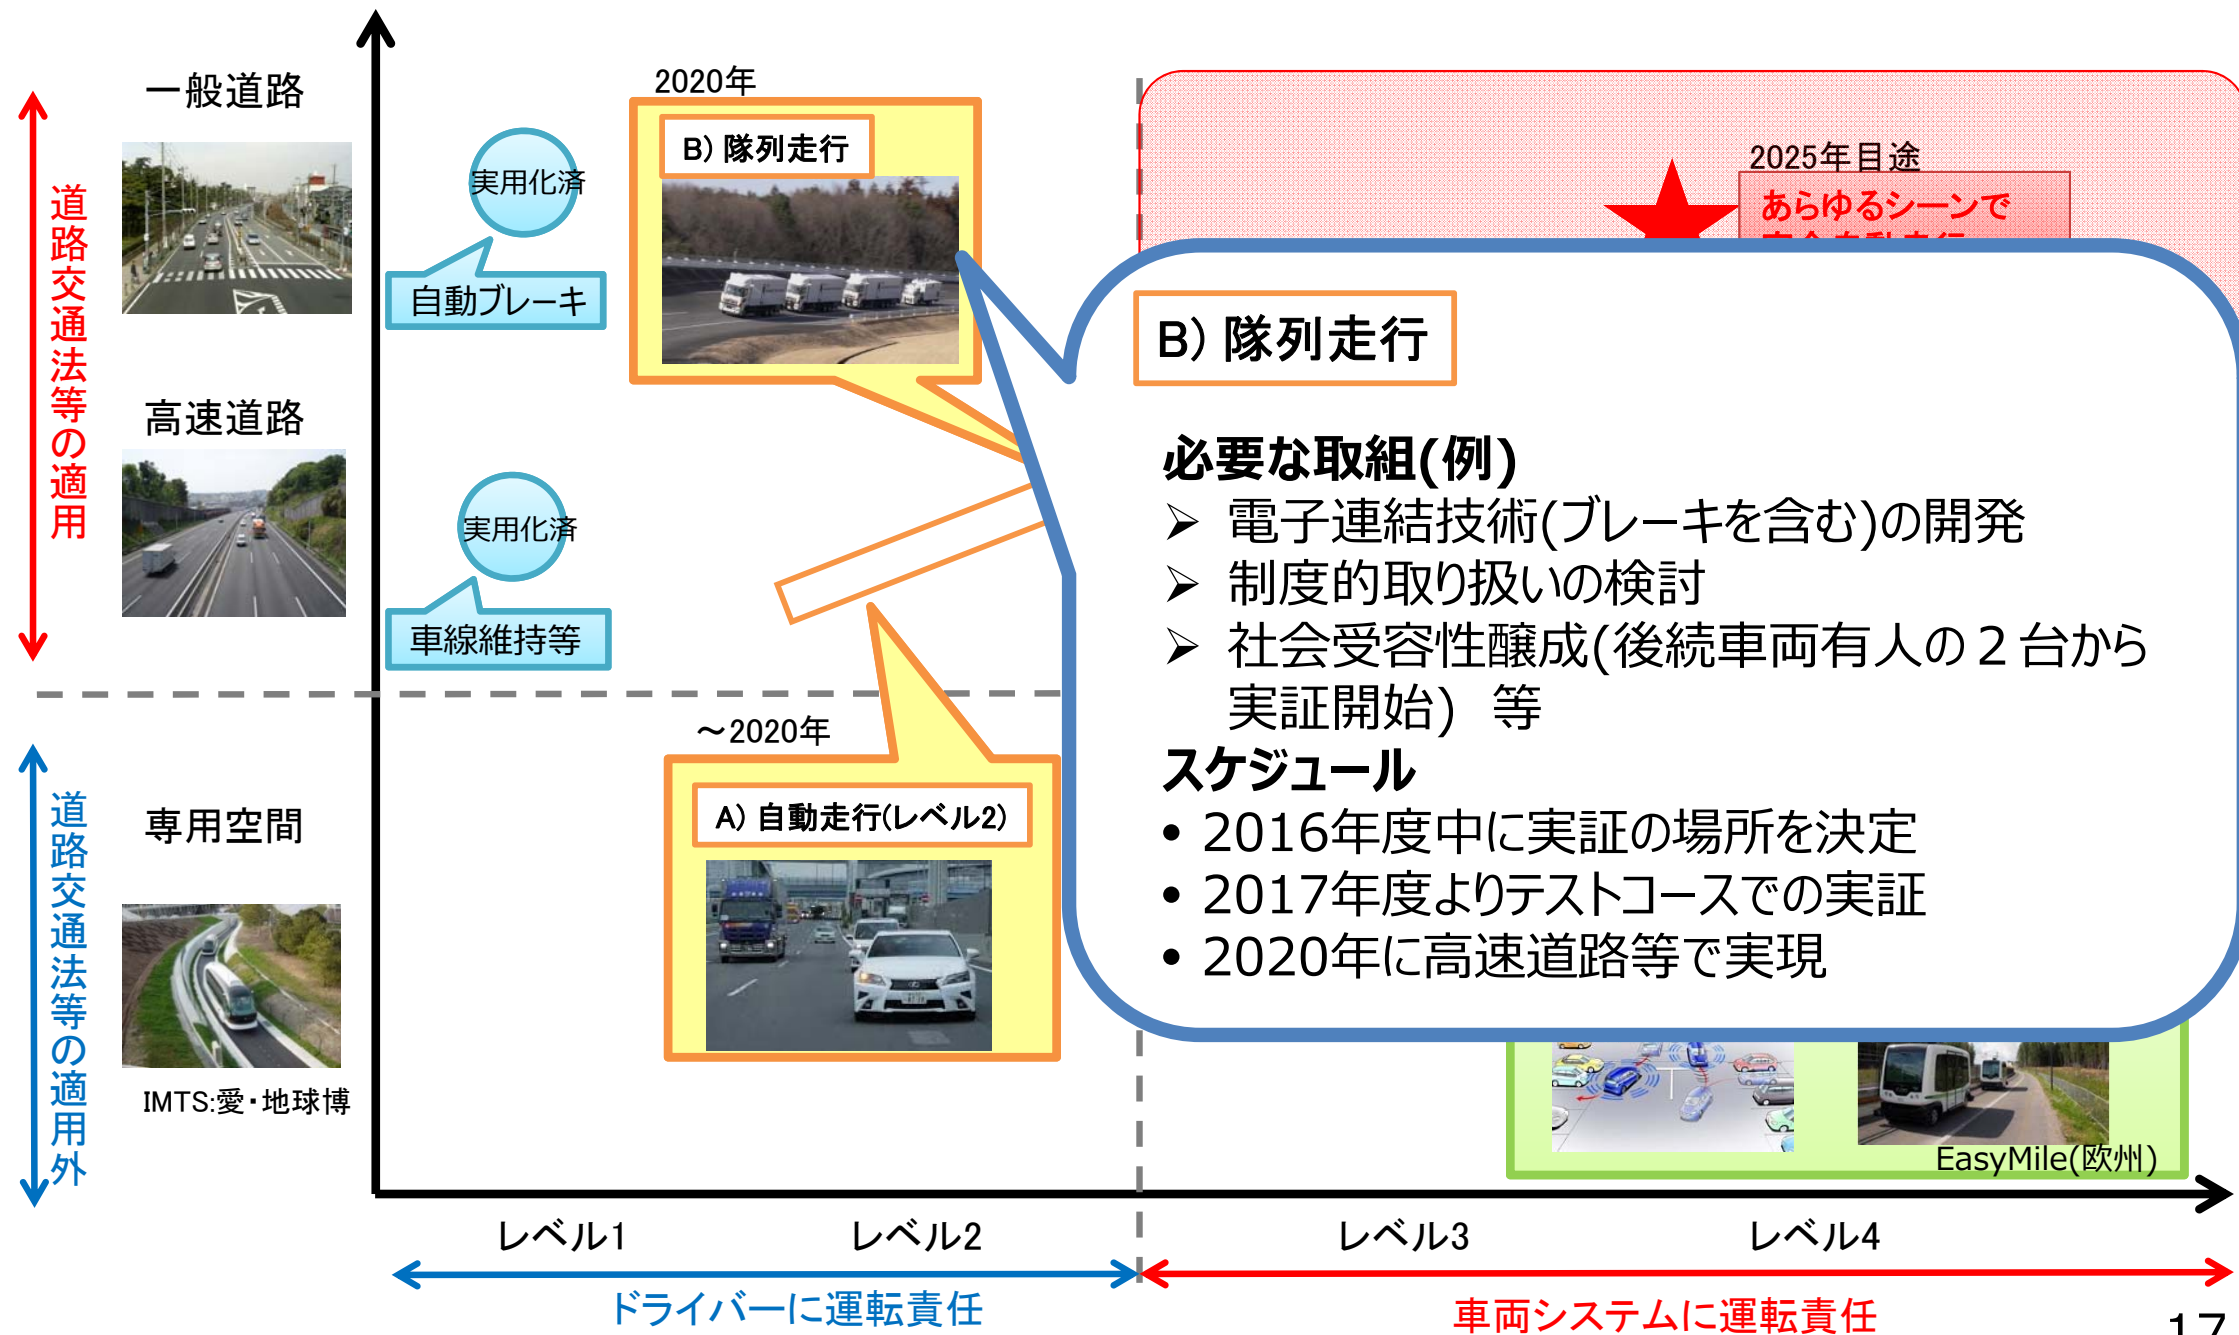 一般道路
高速道路
専用空間
IMTS:愛・地球博
道路交通法等の適用
道路交通法等の適用外
実用化済
自動ブレーキ
実用化済
車線維持等
2020年
B) 隊列走行
～2020年
A) 自動走行(レベル2)
2025年目途
あらゆるシーンで
B) 隊列走行
必要な取組(例)
➢ 電子連結技術(ブレーキを含む)の開発
➢ 制度的取り扱いの検討
➢ 社会受容性醸成(後続車両有人の２台から
実証開始) 等
スケジュール
• 2016年度中に実証の場所を決定
• 2017年度よりテストコースでの実証
• 2020年に高速道路等で実現
EasyMile(欧州)
レベル1
レベル2
レベル3
レベル4
ドライバーに運転責任
車両システムに運転責任
17